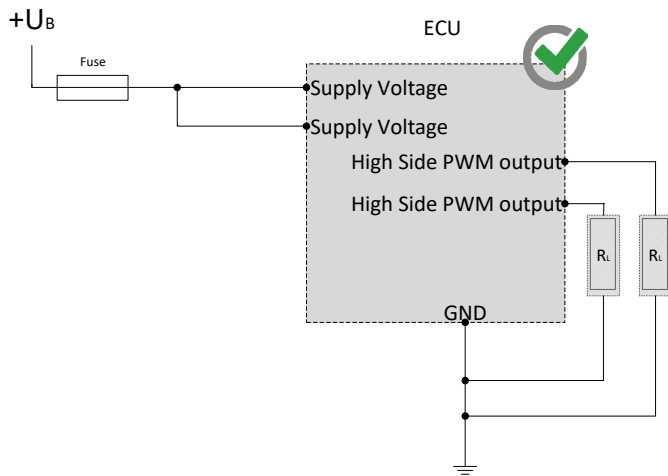 +UB
ECU
Fuse
Supply Voltage
Supply Voltage
High Side PWM output
High Side PWM output
RL
RL
GND